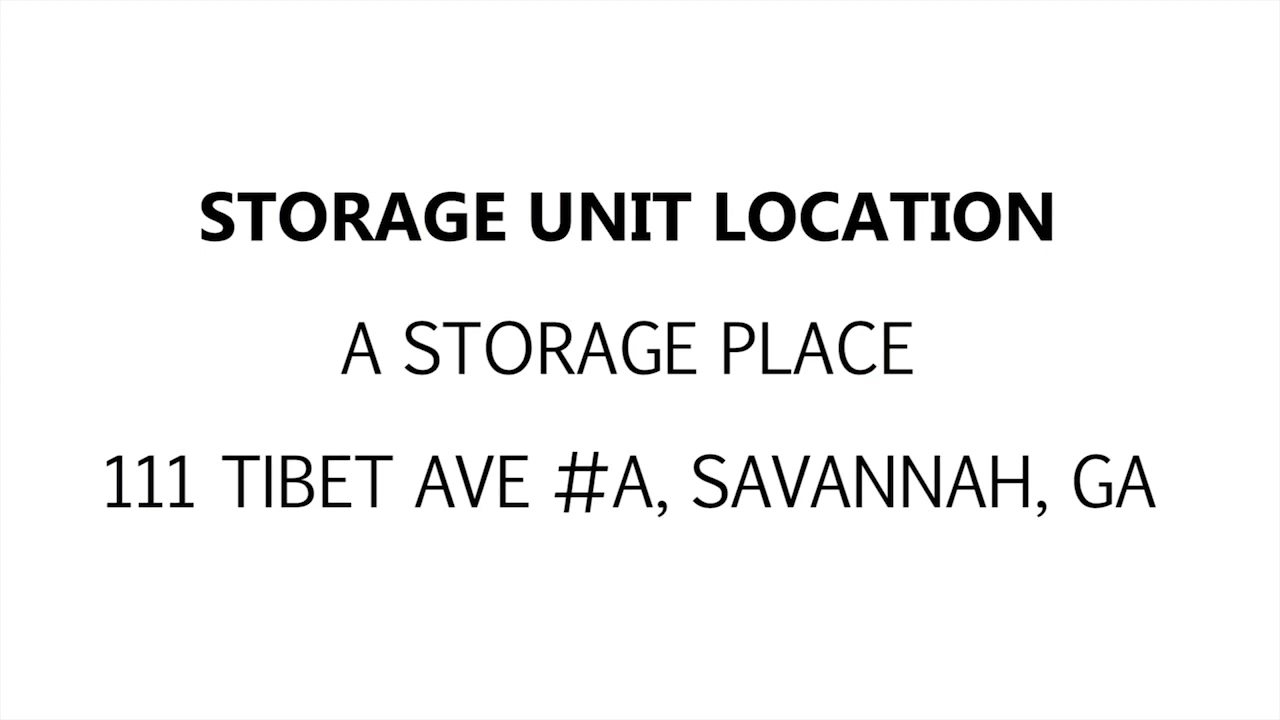 STORAGE UNIT LOCATION
A STORAGE PLACE
111 TIBET AVE #A, SAVANNAH, GA